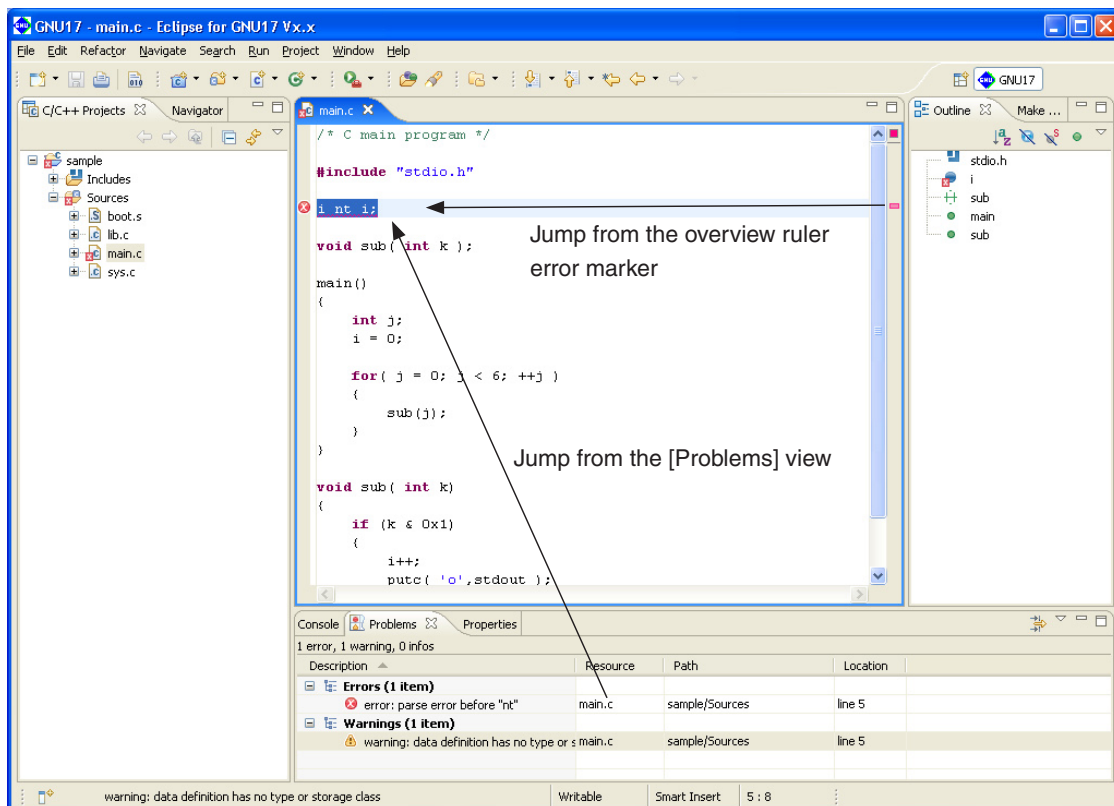 GNU17 - main.c - Eclipse for GNU17 Vx.x
File Edit Refactor Navigate Search Run Project Window Help
GNU17
C/C++ Projects Navigator
sample
Includes
Sources
boot.s
lib.c
main.c
sys.c
main.c
/* C main program */
#include "stdio.h"
i nt i;
void sub( int k );
main()
{
int j;
i = 0;
for( j = 0; j < 6; ++j )
{
sub(j);
}
}
void sub( int k)
{
if (k & 0x1)
{
i++;
putc( 'o',stdout );
Jump from the overview ruler
error marker
Jump from the [Problems] view
Outline Make ...
stdio.h
i
sub
main
sub
Console Problems Properties
1 error, 1 warning, 0 infos
Description Resource Path Location
Errors (1 item)
error: parse error before "nt" main.c sample/Sources line 5
Warnings (1 item)
warning: data definition has no type or s main.c sample/Sources line 5
warning: data definition has no type or storage class Writable Smart Insert 5 : 8